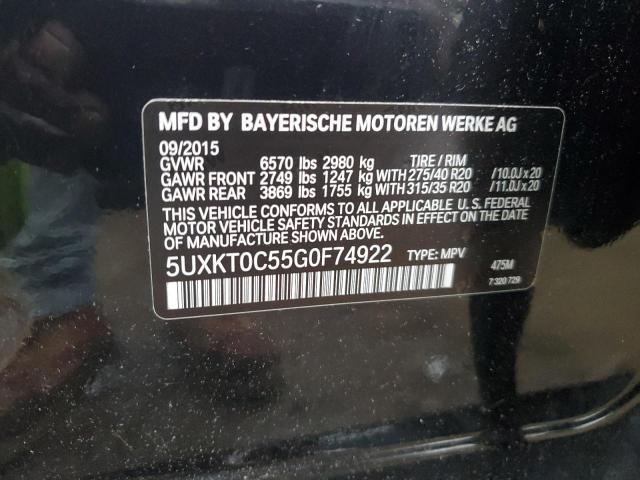 MFD BY BAYERISCHE MOTOREN WERKE AG
09/2015
GVWR 6570 lbs 2980 kg TIRE / RIM
GAWR FRONT 2749 lbs 1247 kg WITH 275/40 R20 /10.0J x 20
GAWR REAR 3869 lbs 1755 kg WITH 315/35 R20 /11.0J x 20
THIS VEHICLE CONFORMS TO ALL APPLICABLE U. S. FEDERAL
MOTOR VEHICLE SAFETY STANDARDS IN EFFECT ON THE
DATE OF MANUFACTURE SHOWN ABOVE.
5UXKT0C55G0F74922 TYPE: MPV 475M
7 320 729